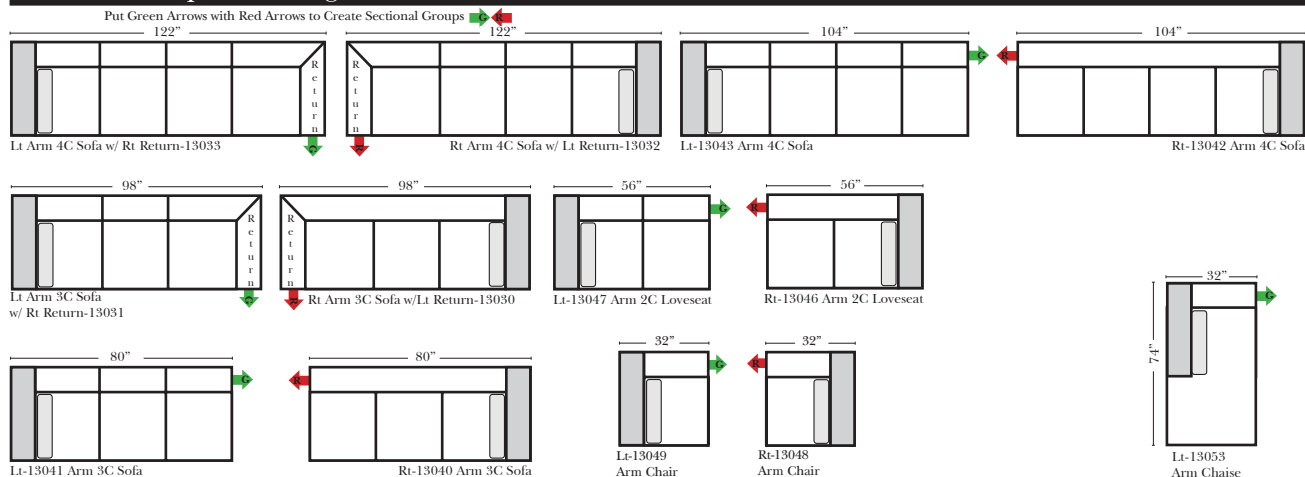 Put Green Arrows with Red Arrows to Create Sectional Groups G R
122” 122” 104” 104”
Return Return G R
G R
Lt Arm 4C Sofa w/ Rt Return-13033 Rt Arm 4C Sofa w/ Lt Return-13032 Lt-13043 Arm 4C Sofa Rt-13042 Arm 4C Sofa
98” 98” 56” 56”
Return Return G R
G R
Lt Arm 3C Sofa Rt Arm 3C Sofa w/Lt Return-13030 Lt-13047 Arm 2C Loveseat Rt-13046 Arm 2C Loveseat
w/ Rt Return-13031
32”
G
74”
Lt-13053
Arm Chaise
80” 80” 32” 32”
G R G R
Lt-13041 Arm 3C Sofa Rt-13040 Arm 3C Sofa Lt-13049 Rt-13048
Arm Chair Arm Chair